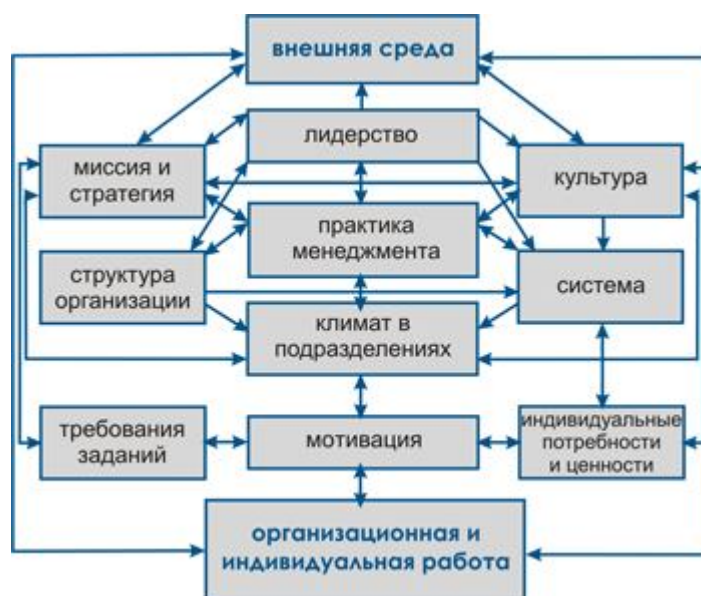 внешняя среда
лидерство
миссия и
стратегия
культура
практика
менеджмента
структура
организации
система
климат в
подразделениях
требования
заданий
мотивация
индивидуальные
потребности
и ценности
организационная и
индивидуальная работа